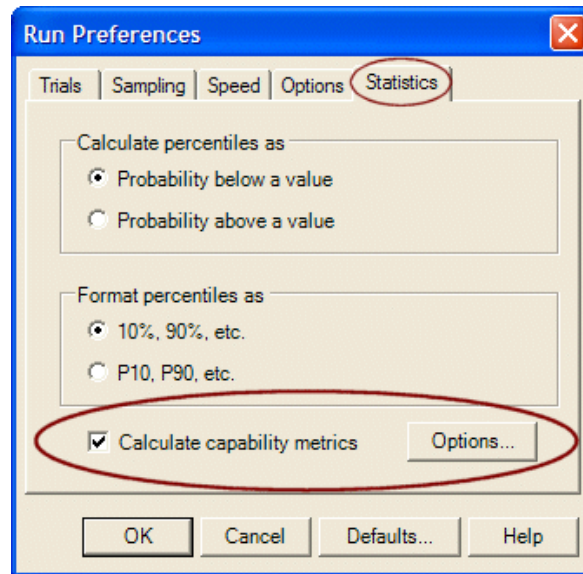 Run Preferences
Trials Sampling Speed Options Statistics
Calculate percentiles as
Probability below a value
Probability above a value
Format percentiles as
10%, 90%, etc.
P10, P90, etc.
Calculate capability metrics Options...
OK Cancel Defaults... Help